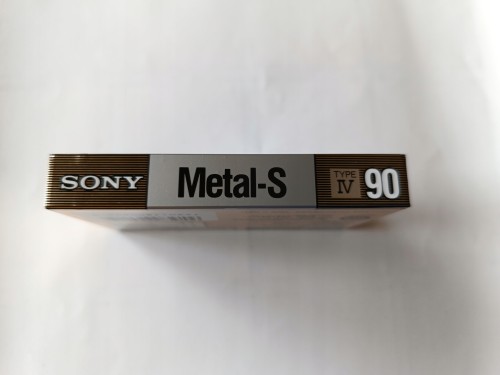 SONY Metal-S TYPE IV 90